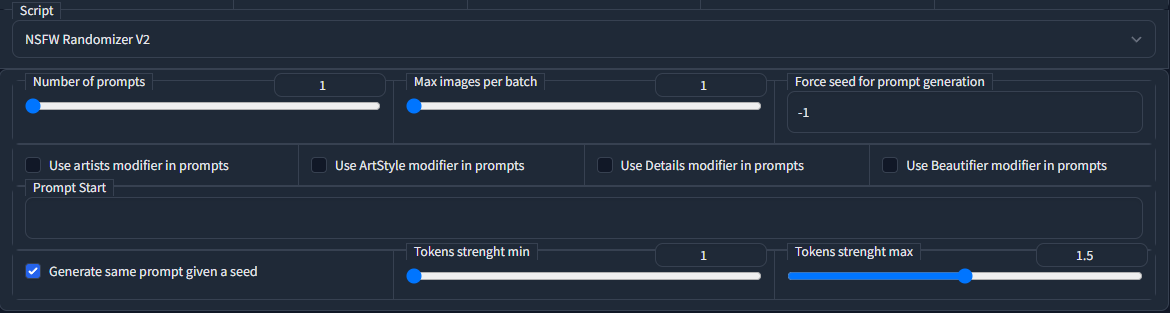 Script
NSFW Randomizer V2
Number of prompts
1
Max images per batch
1
Force seed for prompt generation
-1
Use artists modifier in prompts
Use ArtStyle modifier in prompts
Use Details modifier in prompts
Use Beautifier modifier in prompts
Prompt Start
Generate same prompt given a seed
Tokens strenght min
1
Tokens strenght max
1.5